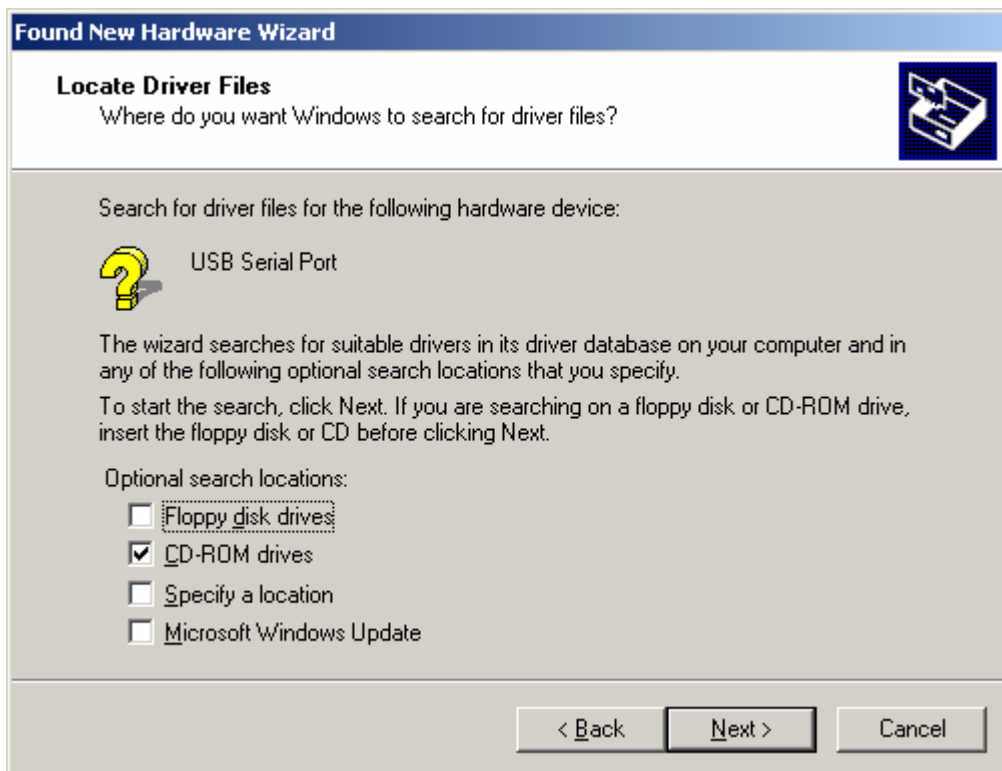 Found New Hardware Wizard
Locate Driver Files
Where do you want Windows to search for driver files?
Search for driver files for the following hardware device:
USB Serial Port
The wizard searches for suitable drivers in its driver database on your computer and in
any of the following optional search locations that you specify.
To start the search, click Next. If you are searching on a floppy disk or CD-ROM drive,
insert the floppy disk or CD before clicking Next.
Optional search locations:
Floppy disk drives
CD-ROM drives
Specify a location
Microsoft Windows Update
< Back Next > Cancel